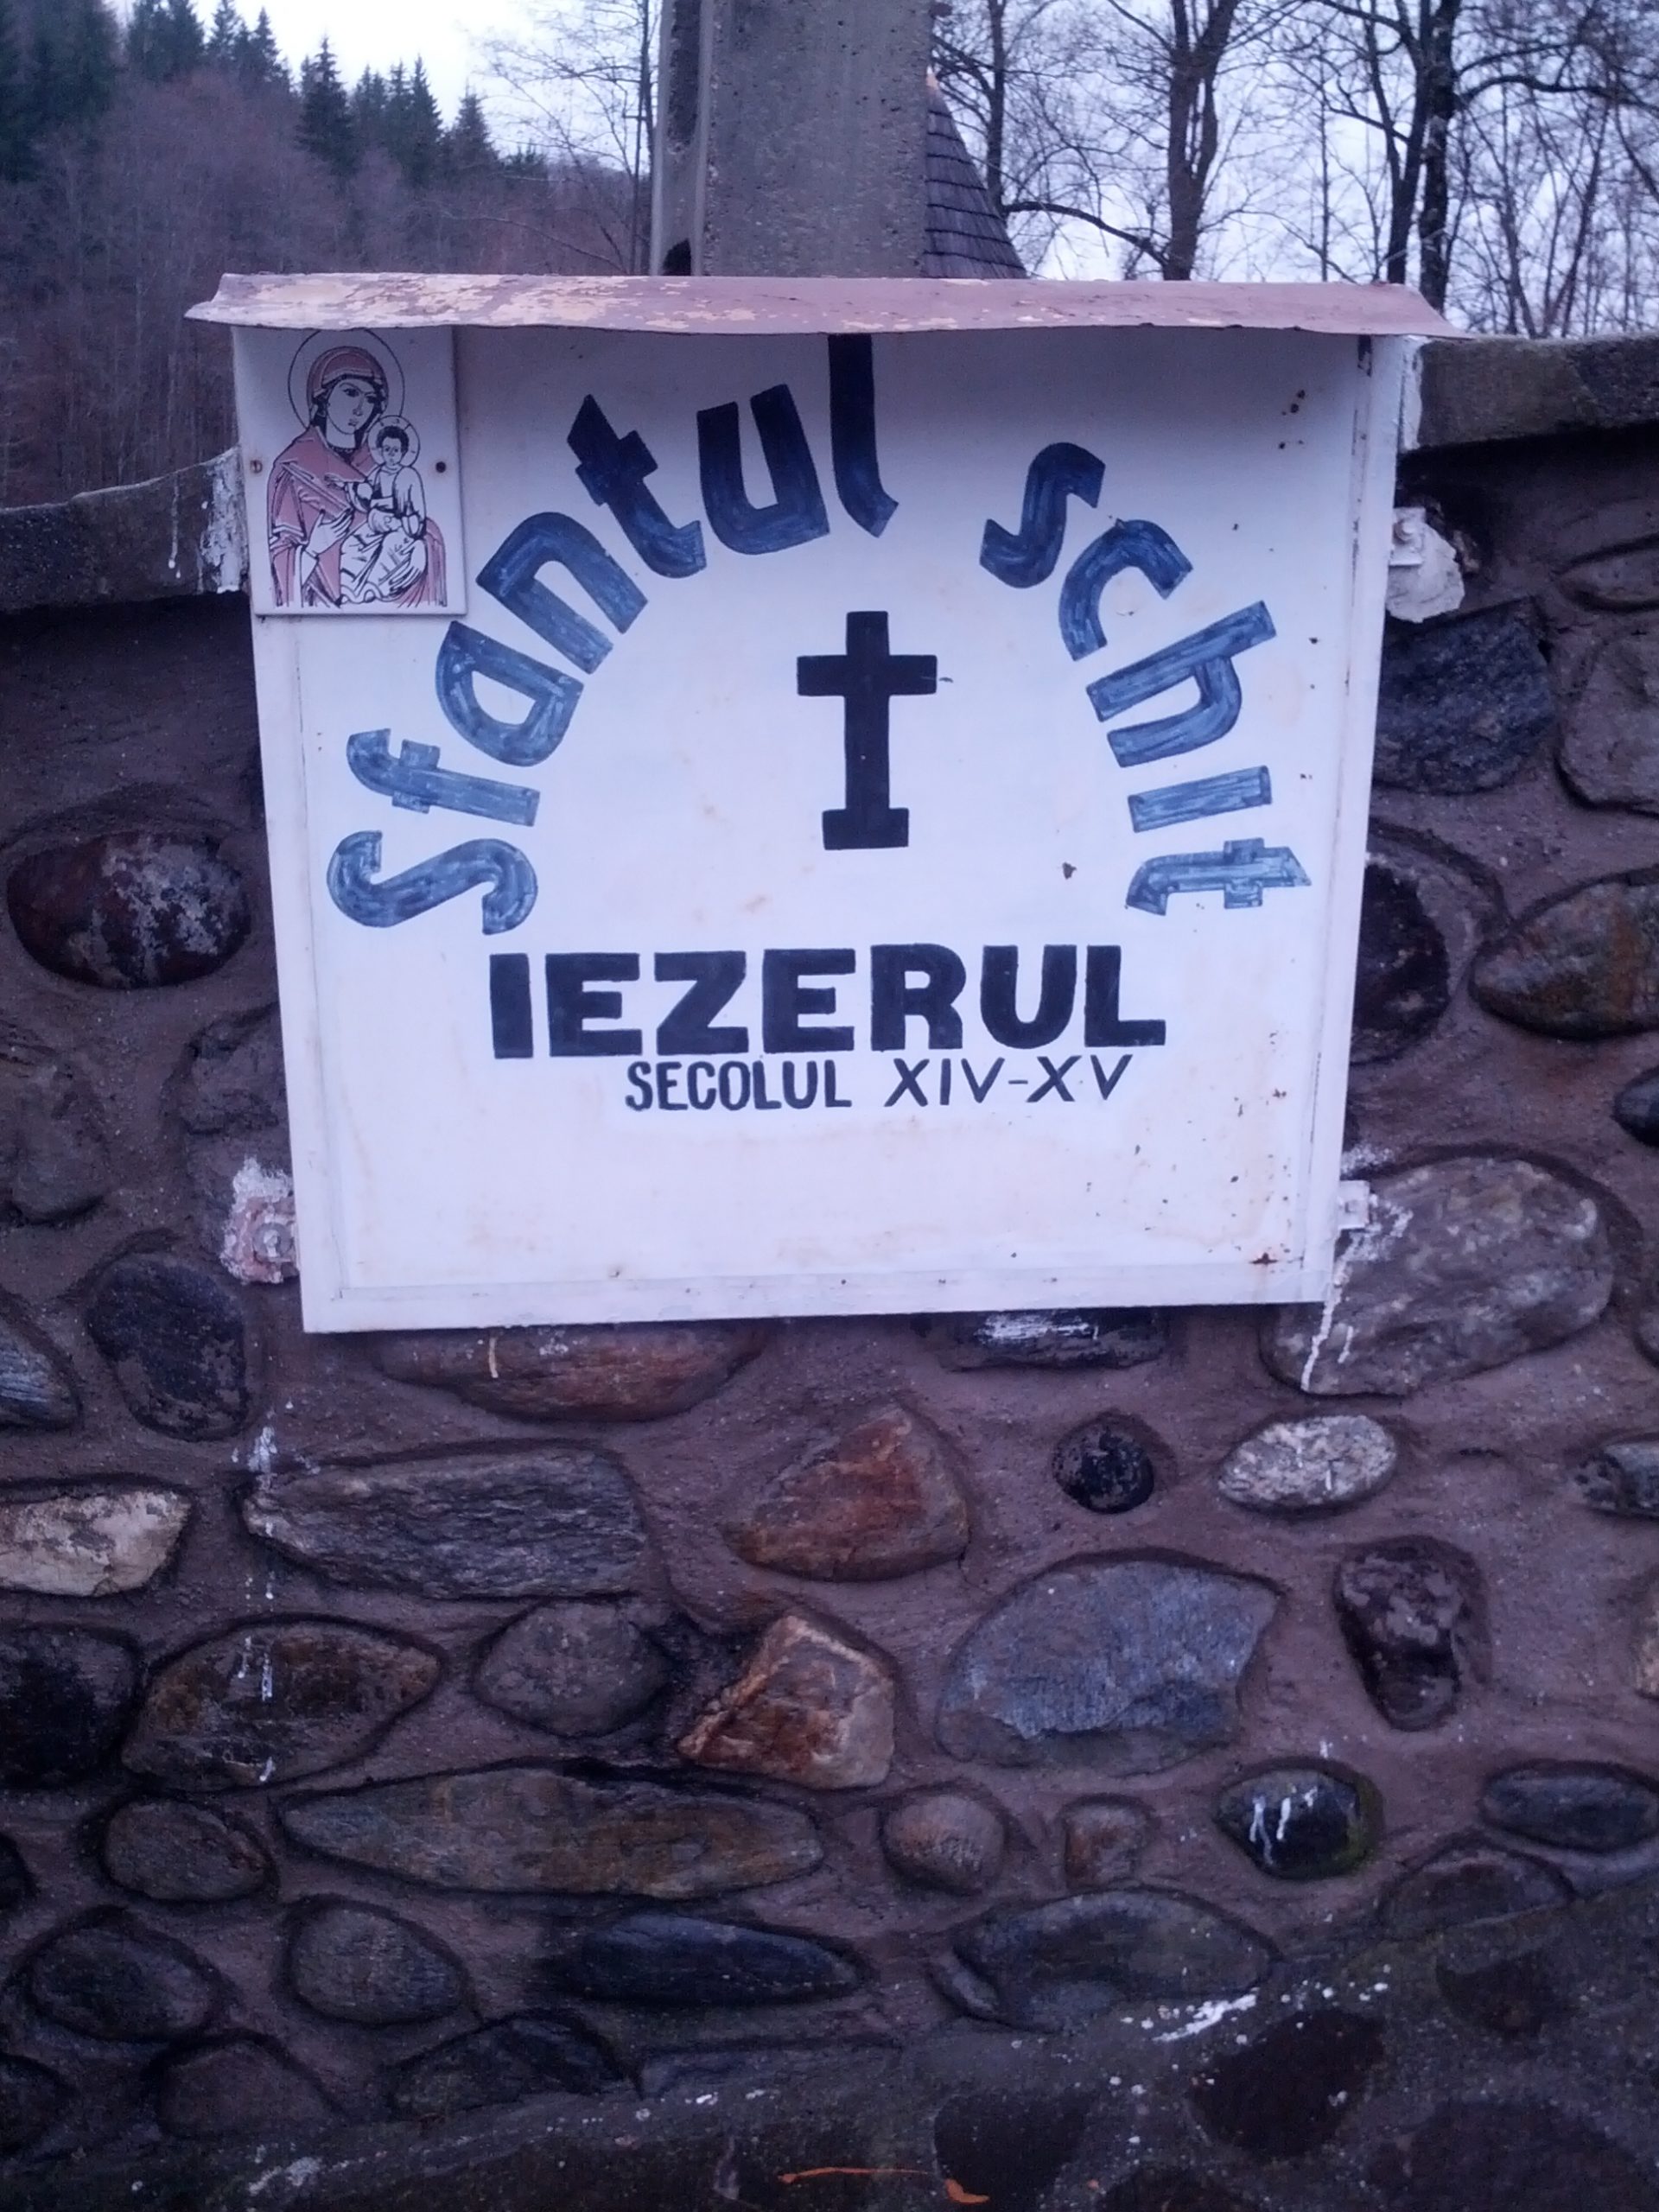 Sfantul schit
IEZERUL
SECOLUL XIV-XV